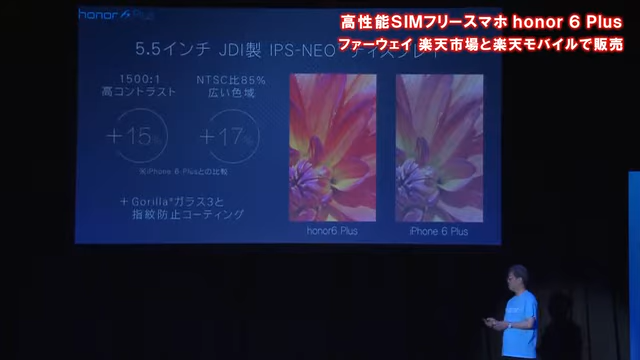 高性能SIMフリースマホ honor 6 Plus
ファーウェイ 楽天市場と楽天モバイルで販売
honor 6 Plus
5.5インチ JDI製 IPS-NEO ディスプレイ
1500:1
高コントラスト
NTSC比85%
広い色域
+15%
+17%
※iPhone 6 Plusとの比較
+ Gorilla®ガラス3と
指紋防止コーティング
honor6 Plus
iPhone 6 Plus